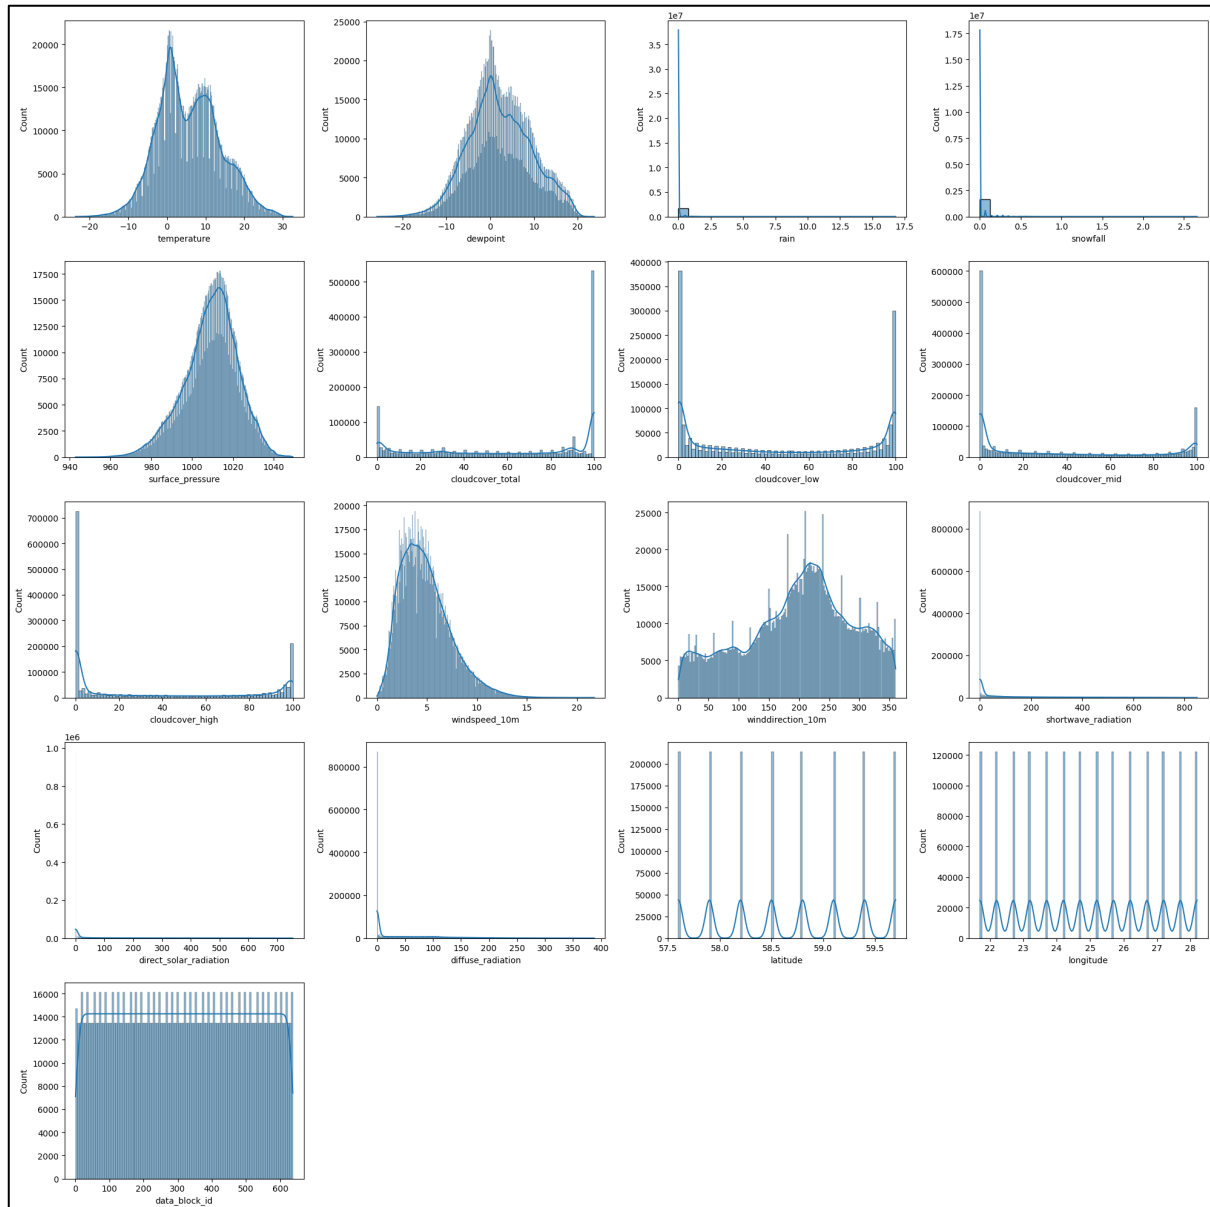 20000
15000
10000
5000
0
Count
−20 −10 0 10 20 30
temperature
25000
20000
15000
10000
5000
0
Count
−20 −10 0 10 20
dewpoint
1e7
3.5
3.0
2.5
2.0
1.5
1.0
0.5
0.0
Count
0.0 2.5 5.0 7.5 10.0 12.5 15.0 17.5
rain
1e7
1.75
1.50
1.25
1.00
0.75
0.50
0.25
0.00
Count
0.0 0.5 1.0 1.5 2.0 2.5
snowfall
17500
15000
12500
10000
7500
5000
2500
0
Count
940 960 980 1000 1020 1040
surface_pressure
500000
400000
300000
200000
100000
0
Count
0 20 40 60 80 100
cloudcover_total
400000
350000
300000
250000
200000
150000
100000
50000
0
Count
0 20 40 60 80 100
cloudcover_low
600000
500000
400000
300000
200000
100000
0
Count
0 20 40 60 80 100
cloudcover_mid
700000
600000
500000
400000
300000
200000
100000
0
Count
0 20 40 60 80 100
cloudcover_high
20000
17500
15000
12500
10000
7500
5000
2500
0
Count
0 5 10 15 20
windspeed_10m
25000
20000
15000
10000
5000
0
Count
0 50 100 150 200 250 300 350
winddirection_10m
800000
600000
400000
200000
0
Count
0 200 400 600 800
shortwave_radiation
1e6
1.0
0.8
0.6
0.4
0.2
0.0
Count
0 100 200 300 400 500 600 700
direct_solar_radiation
800000
600000
400000
200000
0
Count
0 50 100 150 200 250 300 350 400
diffuse_radiation
200000
175000
150000
125000
100000
75000
50000
25000
0
Count
57.5 58.0 58.5 59.0 59.5
latitude
120000
100000
80000
60000
40000
20000
0
Count
22 23 24 25 26 27 28
longitude
16000
14000
12000
10000
8000
6000
4000
2000
0
Count
0 100 200 300 400 500 600
data_block_id